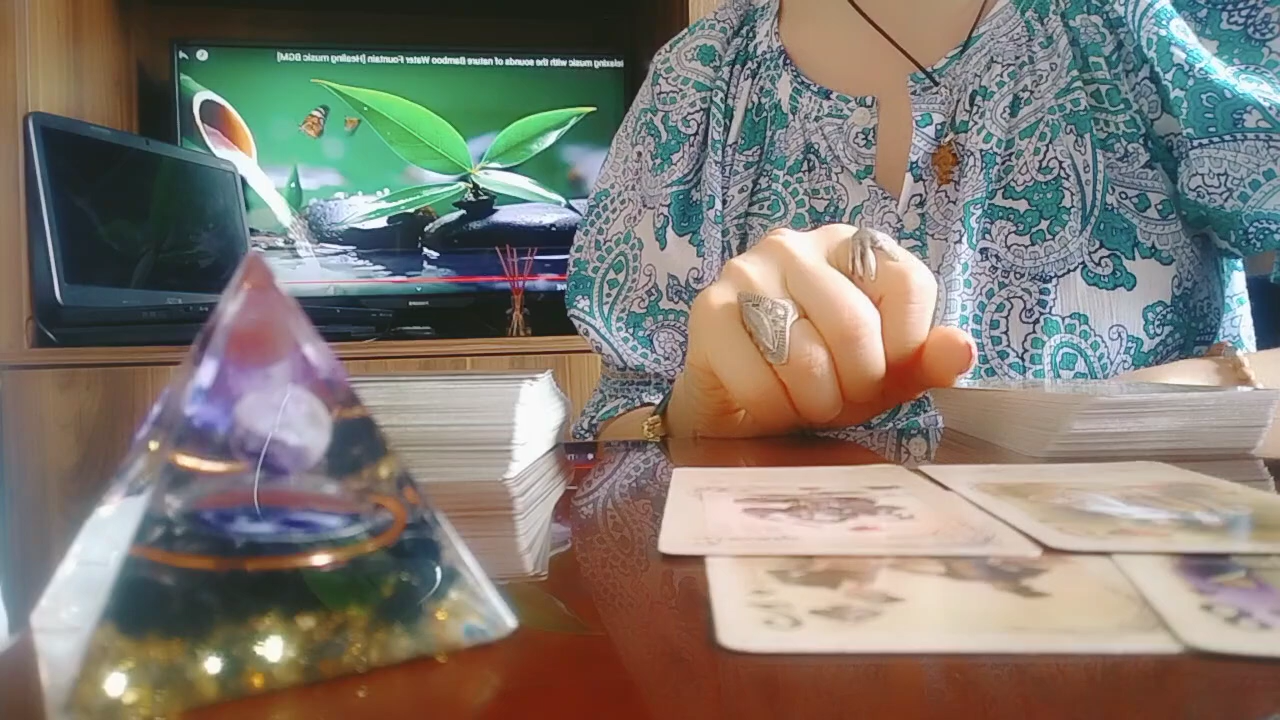 Relaxing music with the sounds of nature Bamboo Water Fountain [Healing music BGM]